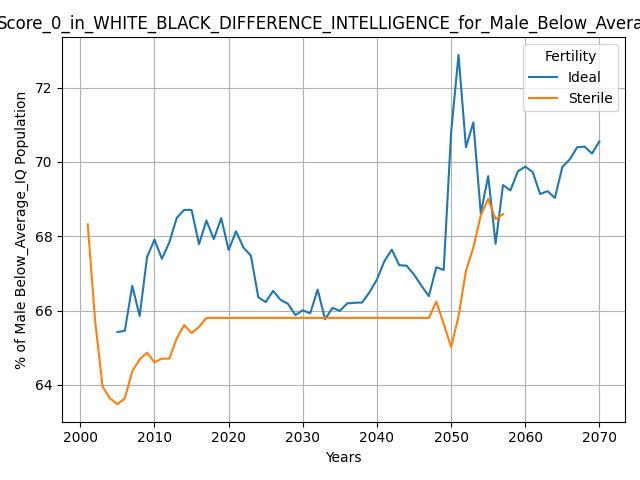 Score_0_in_WHITE_BLACK_DIFFERENCE_INTELLIGENCE_for_Male_Below_Avera
Fertility
Ideal
Sterile
% of Male Below_Average_IQ Population
72
70
68
66
64
2000 2010 2020 2030 2040 2050 2060 2070
Years